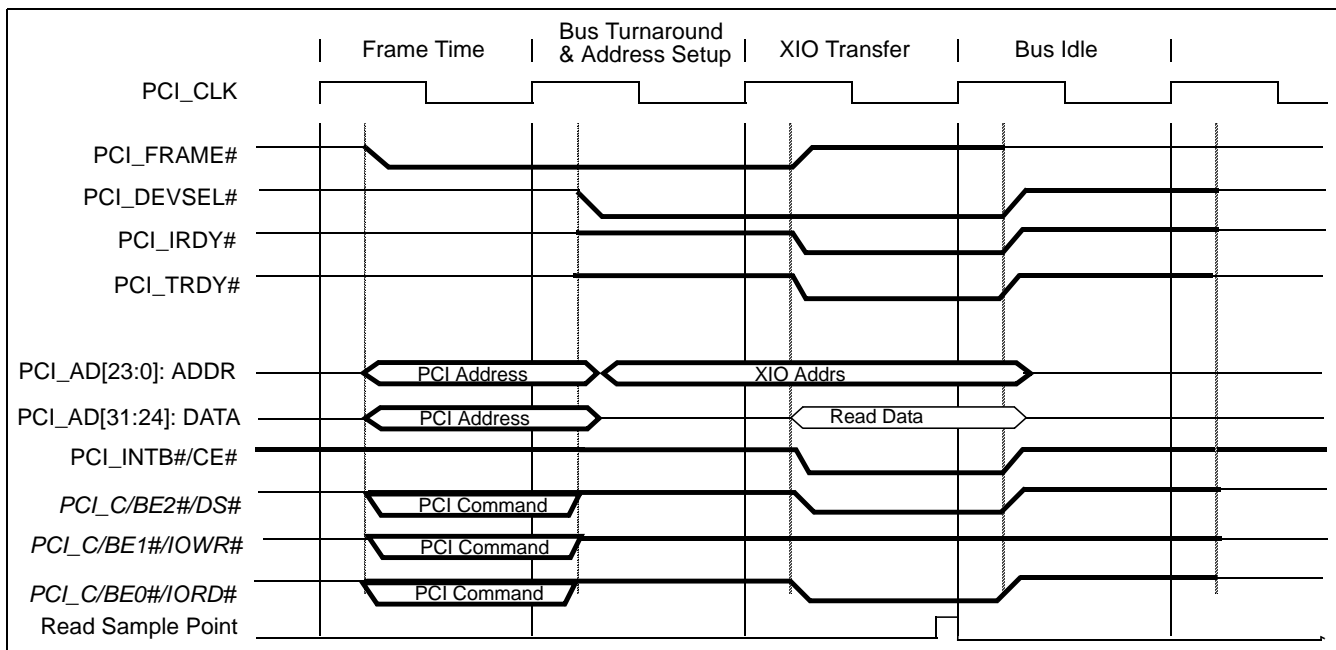 Frame Time
Bus Turnaround
& Address Setup
XIO Transfer
Bus Idle
PCI_CLK
PCI_FRAME#
PCI_DEVSEL#
PCI_IRDY#
PCI_TRDY#
PCI_AD[23:0]: ADDR
PCI Address
XIO Addrs
PCI_AD[31:24]: DATA
PCI Address
Read Data
PCI_INTB#/CE#
PCI_C/BE2#/DS#
PCI Command
PCI_C/BE1#/IOWR#
PCI Command
PCI_C/BE0#/IORD#
PCI Command
Read Sample Point